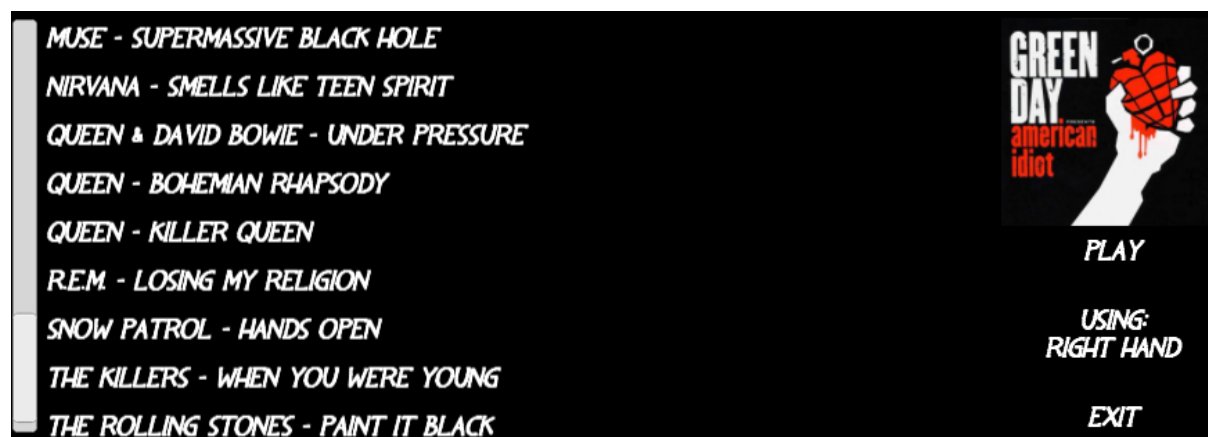 MUSE - SUPERMASSIVE BLACK HOLE
NIRVANA - SMELLS LIKE TEEN SPIRIT
QUEEN & DAVID BOWIE - UNDER PRESSURE
QUEEN - BOHEMIAN RHAPSODY
QUEEN - KILLER QUEEN
R.E.M. - LOSING MY RELIGION
SNOW PATROL - HANDS OPEN
THE KILLERS - WHEN YOU WERE YOUNG
THE ROLLING STONES - PAINT IT BLACK
GREEN
DAY
PRESENTS
american
idiot
PLAY
USING:
RIGHT HAND
EXIT